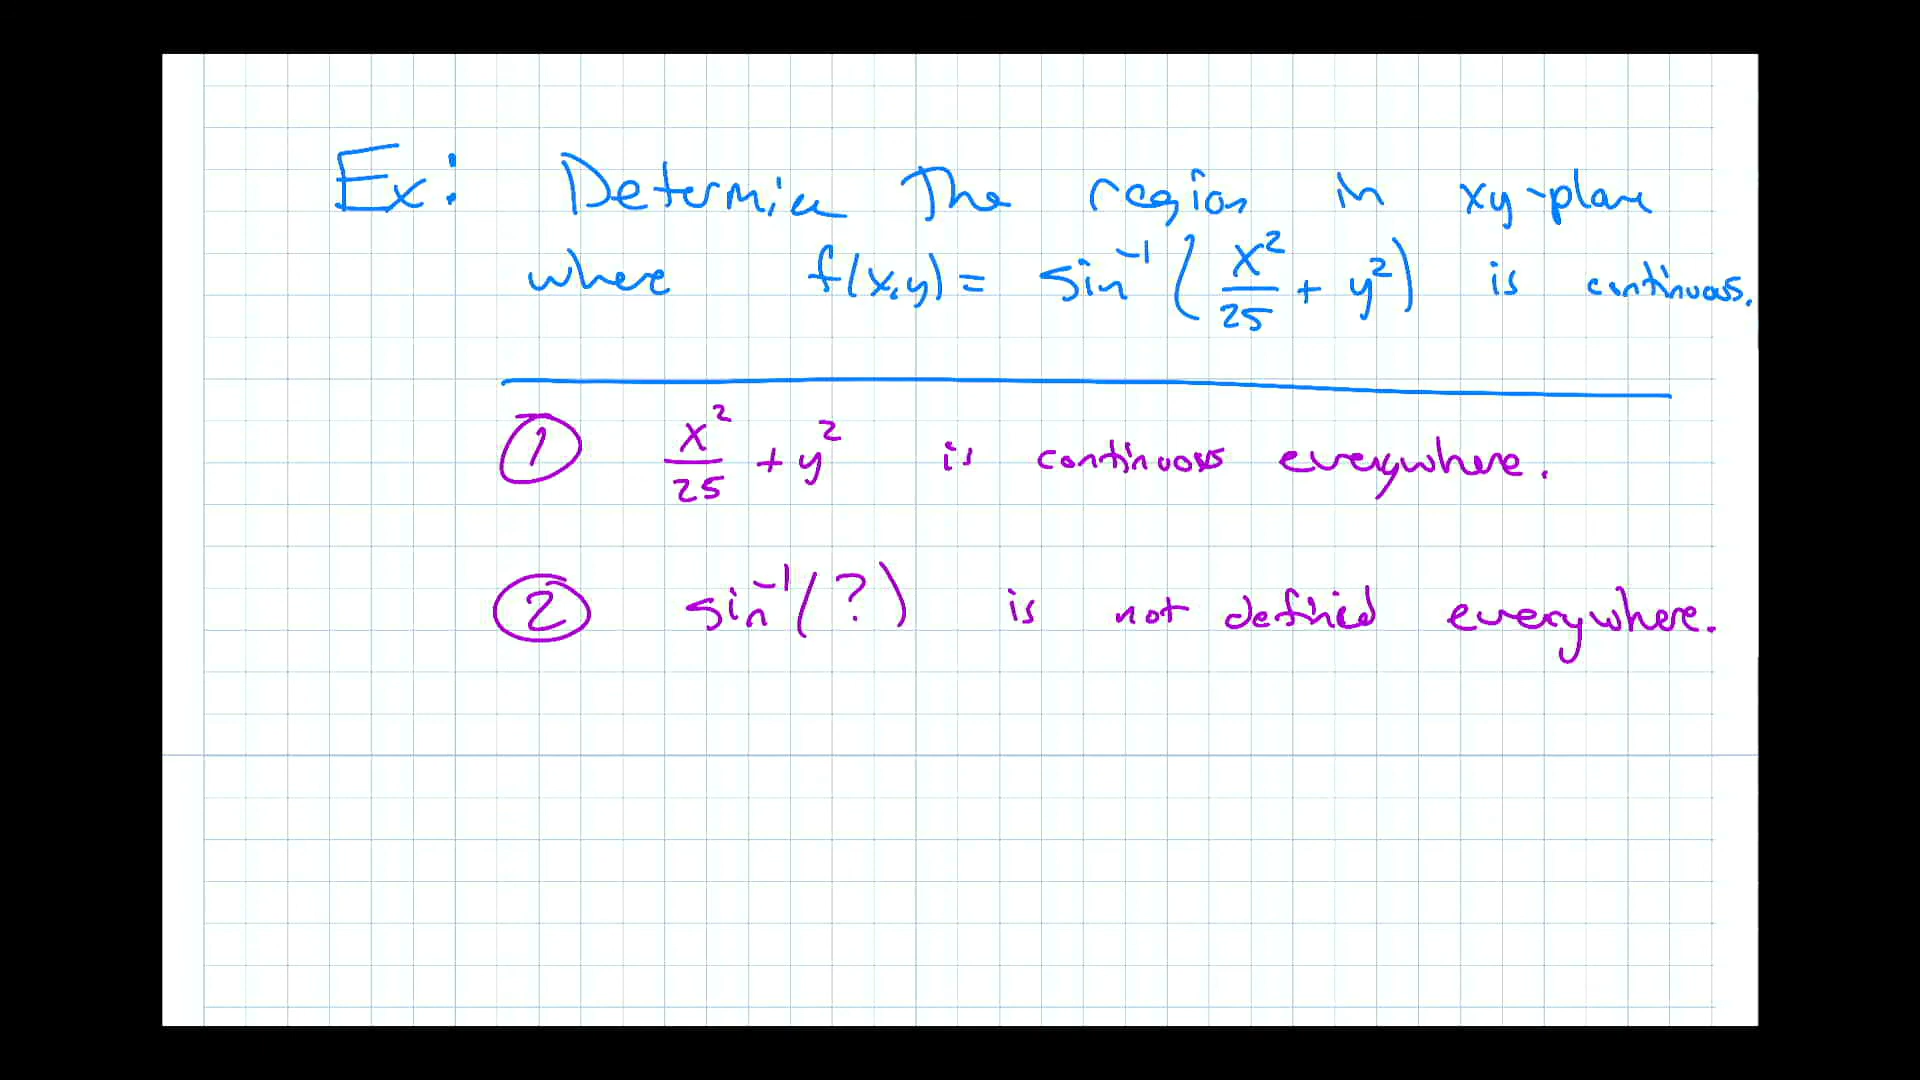 Ex: Determine The region in xy-plane
where f(x,y) = sin⁻¹ ( x²/25 + y² ) is continuous.
① x²/25 + y² is continuous everywhere.
② sin⁻¹(?) is not defined everywhere.